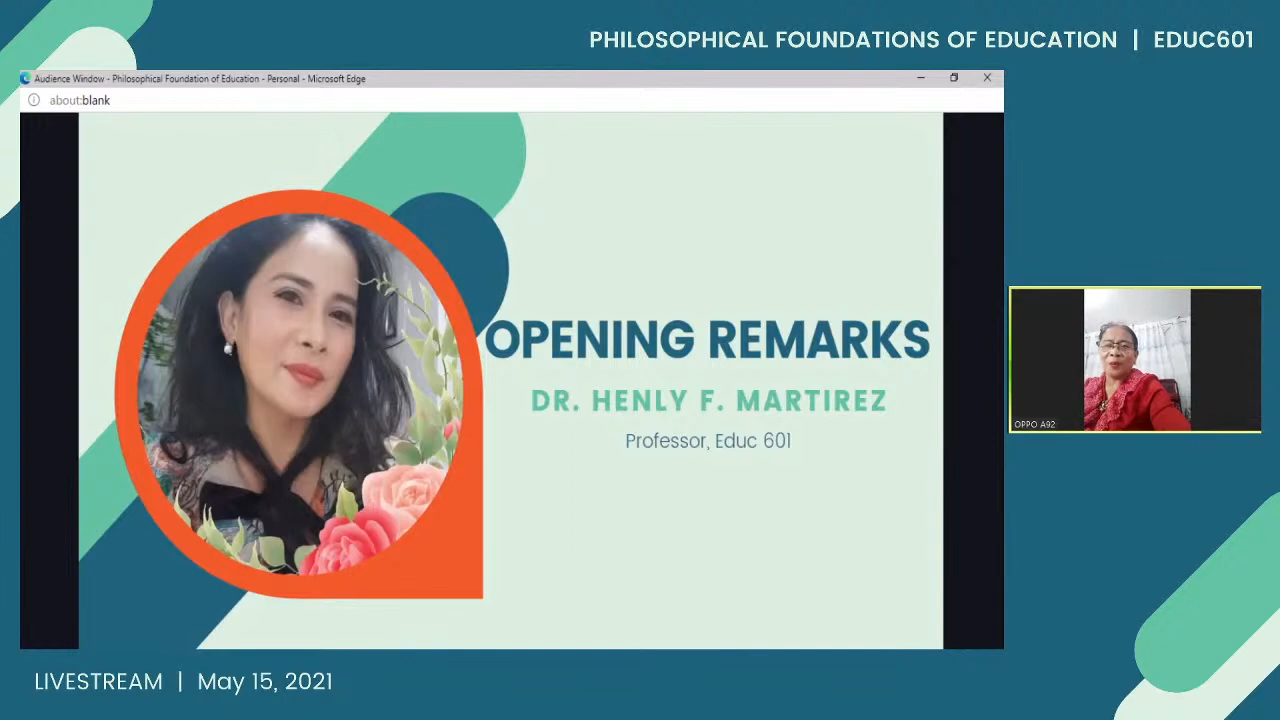 PHILOSOPHICAL FOUNDATIONS OF EDUCATION | EDUC601
Audience Window - Philosophical Foundation of Education - Personal - Microsoft Edge
about:blank
OPENING REMARKS
DR. HENLY F. MARTIREZ
Professor, Educ 601
OPPO A92
LIVESTREAM | May 15, 2021